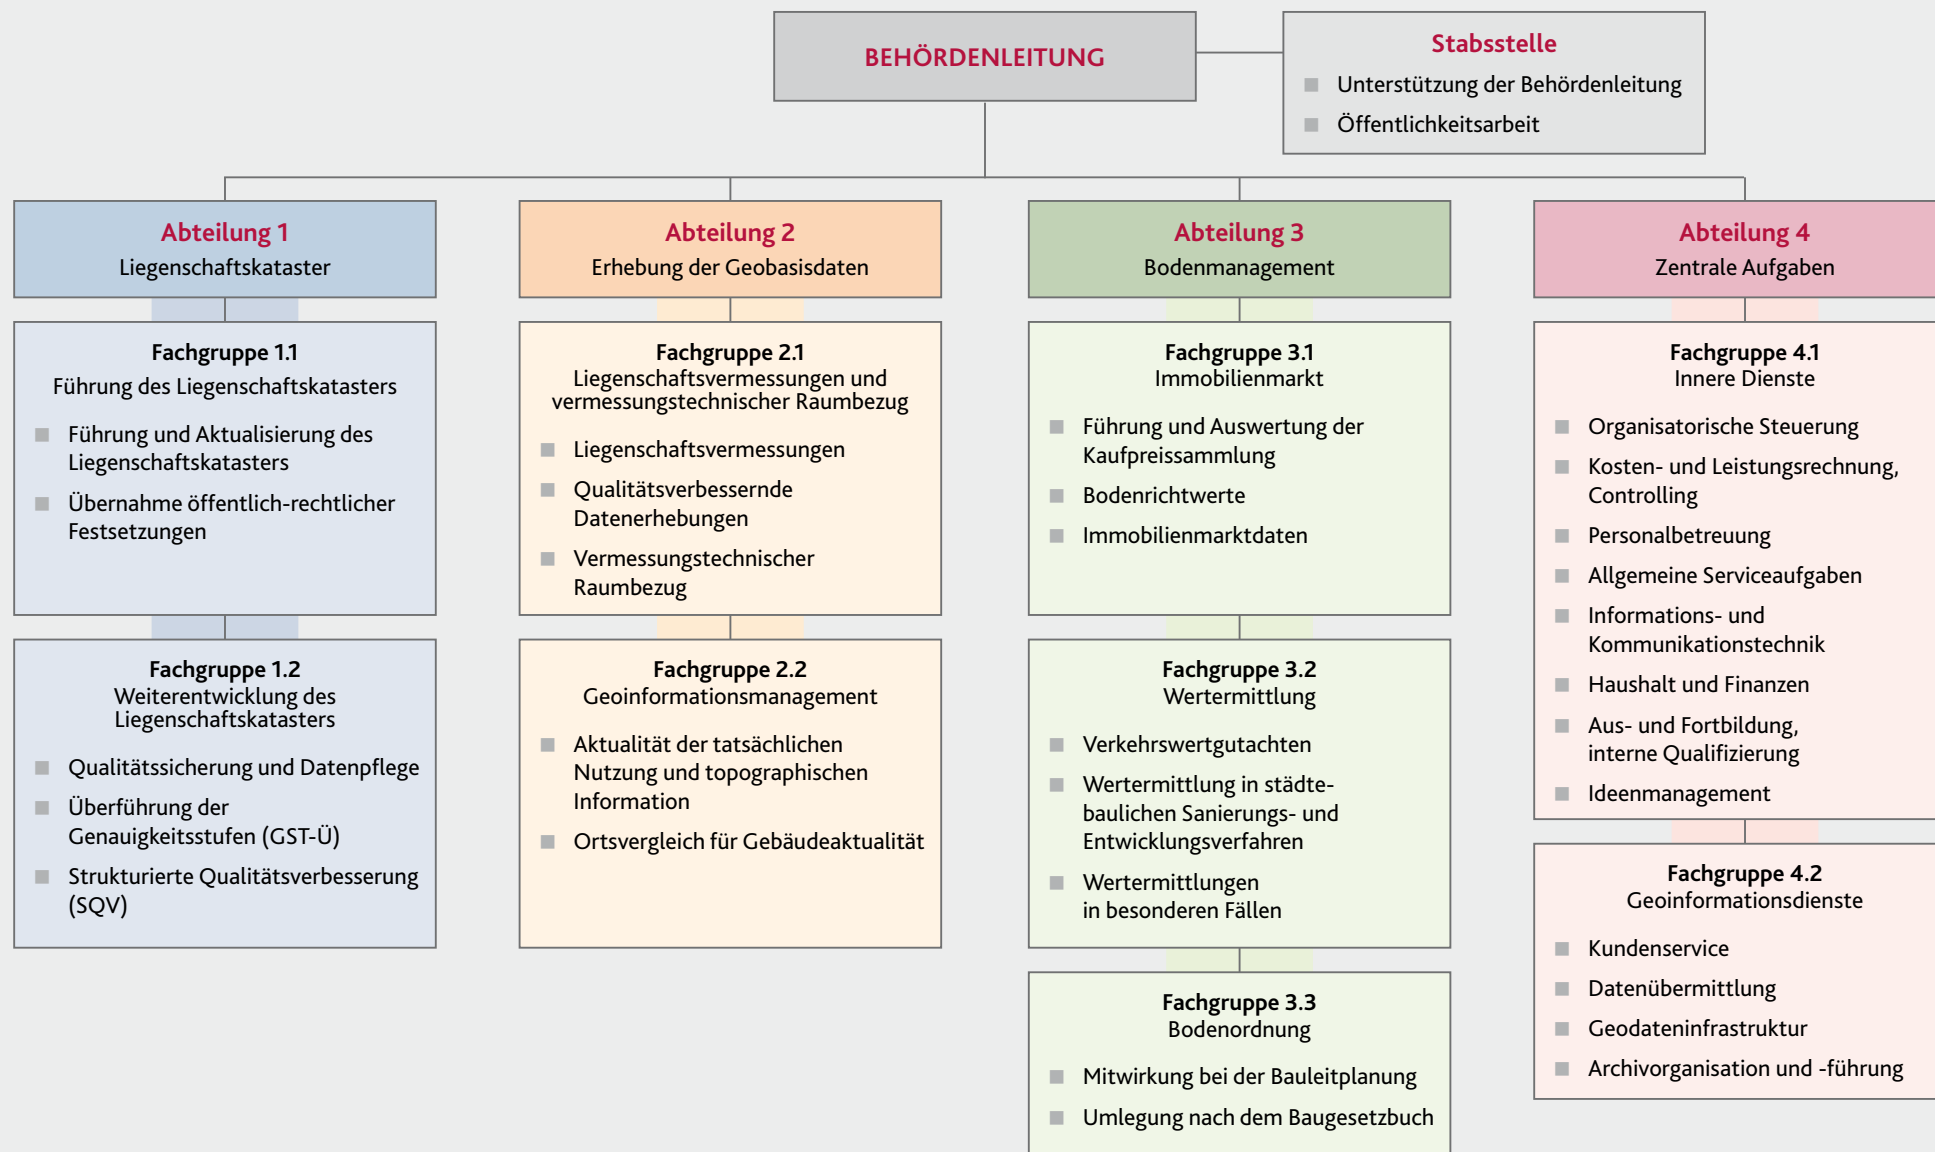 BEHÖRDENLEITUNG
Stabsstelle
Unterstützung der Behördenleitung
Öffentlichkeitsarbeit
Abteilung 1
Liegenschaftskataster
Fachgruppe 1.1
Führung des Liegenschaftskatasters
Führung und Aktualisierung des
Liegenschaftskatasters
Übernahme öffentlich-rechtlicher
Festsetzungen
Fachgruppe 1.2
Weiterentwicklung des
Liegenschaftskatasters
Qualitätssicherung und Datenpflege
Überführung der
Genauigkeitsstufen (GST-Ü)
Strukturierte Qualitätsverbesserung
(SQV)
Abteilung 2
Erhebung der Geobasisdaten
Fachgruppe 2.1
Liegenschaftsvermessungen und
vermessungstechnischer Raumbezug
Liegenschaftsvermessungen
Qualitätsverbessernde
Datenerhebungen
Vermessungstechnischer
Raumbezug
Fachgruppe 2.2
Geoinformationsmanagement
Aktualität der tatsächlichen
Nutzung und topographischen
Information
Ortsvergleich für Gebäudeaktualität
Abteilung 3
Bodenmanagement
Fachgruppe 3.1
Immobilienmarkt
Führung und Auswertung der
Kaufpreissammlung
Bodenrichtwerte
Immobilienmarktdaten
Fachgruppe 3.2
Wertermittlung
Verkehrswertgutachten
Wertermittlung in städte-
baulichen Sanierungs- und
Entwicklungsverfahren
Wertermittlungen
in besonderen Fällen
Fachgruppe 3.3
Bodenordnung
Mitwirkung bei der Bauleitplanung
Umlegung nach dem Baugesetzbuch
Abteilung 4
Zentrale Aufgaben
Fachgruppe 4.1
Innere Dienste
Organisatorische Steuerung
Kosten- und Leistungsrechnung,
Controlling
Personalbetreuung
Allgemeine Serviceaufgaben
Informations- und
Kommunikationstechnik
Haushalt und Finanzen
Aus- und Fortbildung,
interne Qualifizierung
Ideenmanagement
Fachgruppe 4.2
Geoinformationsdienste
Kundenservice
Datenübermittlung
Geodateninfrastruktur
Archivorganisation und -führung